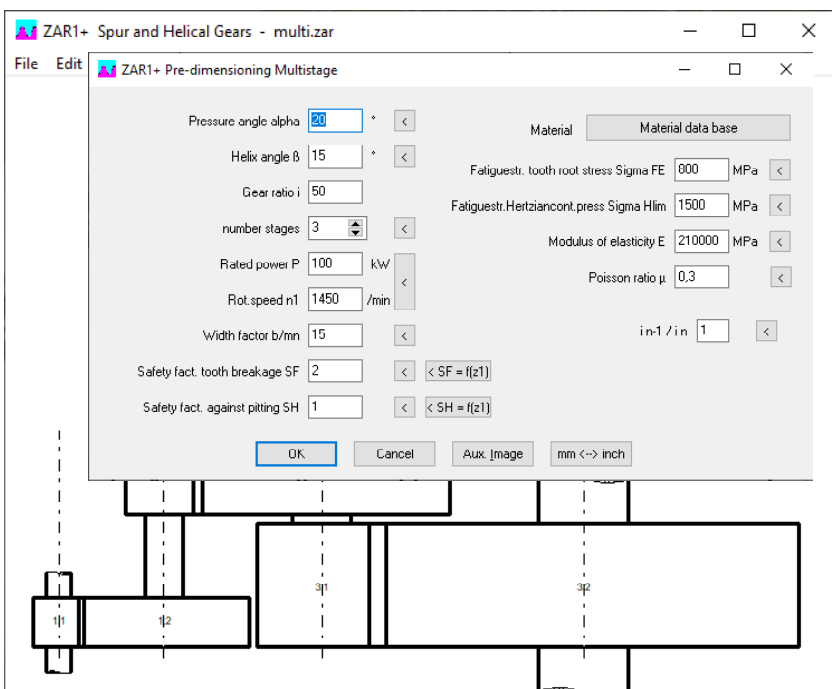 ZAR1+ Spur and Helical Gears - multi.zar
File Edit
ZAR1+ Pre-dimensioning Multistage
Pressure angle alpha 20 ° <
Helix angle ß 15 ° <
Gear ratio i 50
number stages 3 <
Rated power P 100 kW
<
Rot.speed n1 1450 /min
Width factor b/mn 15 <
Safety fact. tooth breakage SF 2 < < SF = f(z1)
Safety fact. against pitting SH 1 < < SH = f(z1)
Material Material data base
Fatiguestr. tooth root stress Sigma FE 800 MPa <
Fatiguestr.Hertziancont.press Sigma Hlim 1500 MPa <
Modulus of elasticity E 210000 MPa <
Poisson ratio µ 0,3 <
i n-1 / i n 1 <
OK Cancel Aux. Image mm <--> inch
3|1 3|2
1|1 1|2